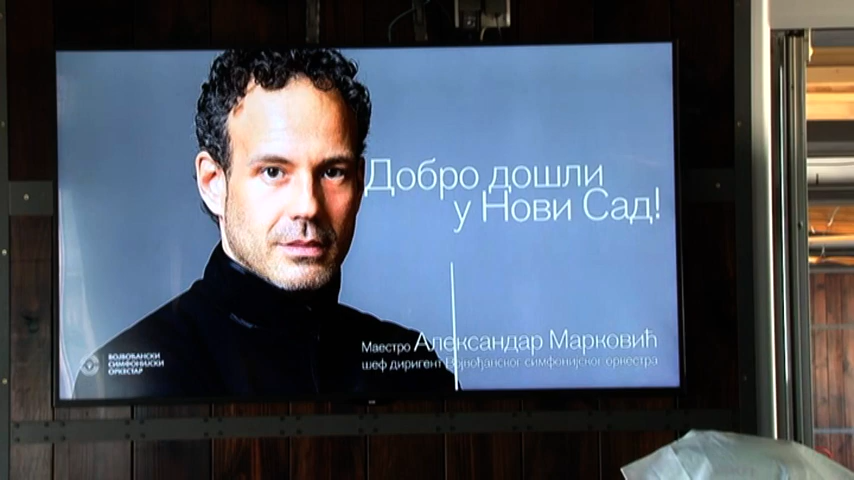 Добро дошли
у Нови Сад!
Маестро Александар Марковић
шеф диригент Војвођанског симфонијског оркестра
ВОЈВОЂАНСКИ
СИМФОНИЈСКИ
ОРКЕСТАР